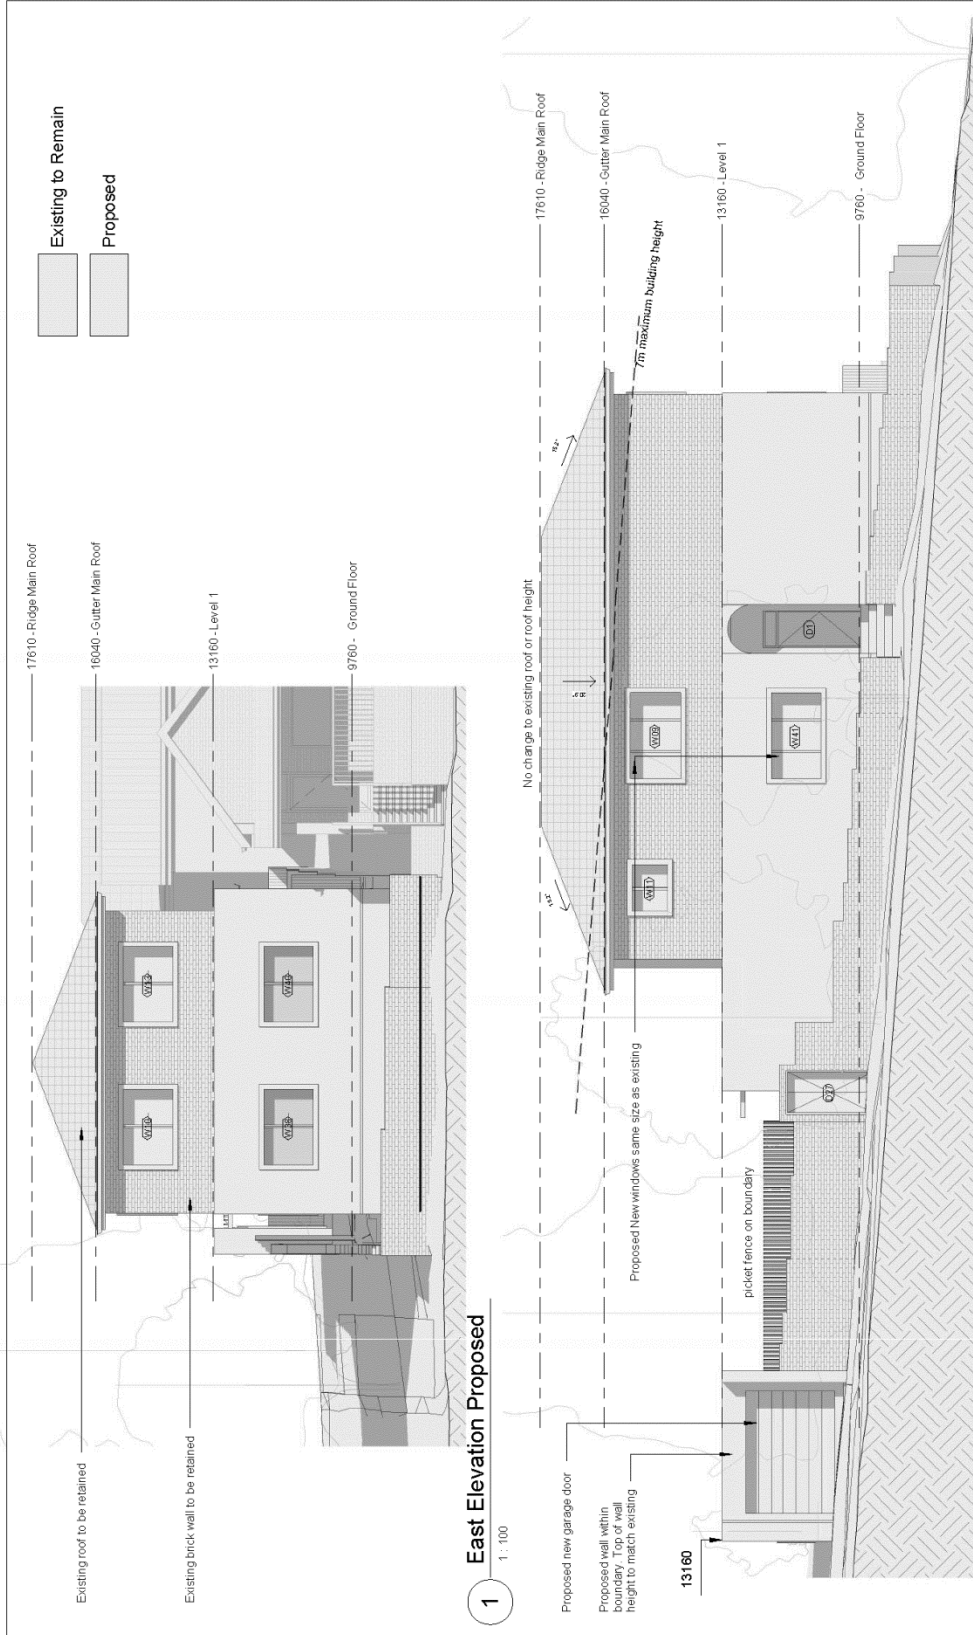 Existing to Remain
Proposed
17610 - Ridge Main Roof
16040 - Gutter Main Roof
13160 - Level 1
9760 - Ground Floor
Existing roof to be retained
Existing brick wall to be retained
W10
W40
1
East Elevation Proposed
1 : 100
17610 - Ridge Main Roof
16040 - Gutter Main Roof
13160 - Level 1
9760 - Ground Floor
7m maximum building height
No change to existing roof or roof height
W09
W11
W41
D1
D27
Proposed New windows same size as existing
picket fence on boundary
Proposed new garage door
Proposed wall within
boundary. Top of wall
height to match existing
13160